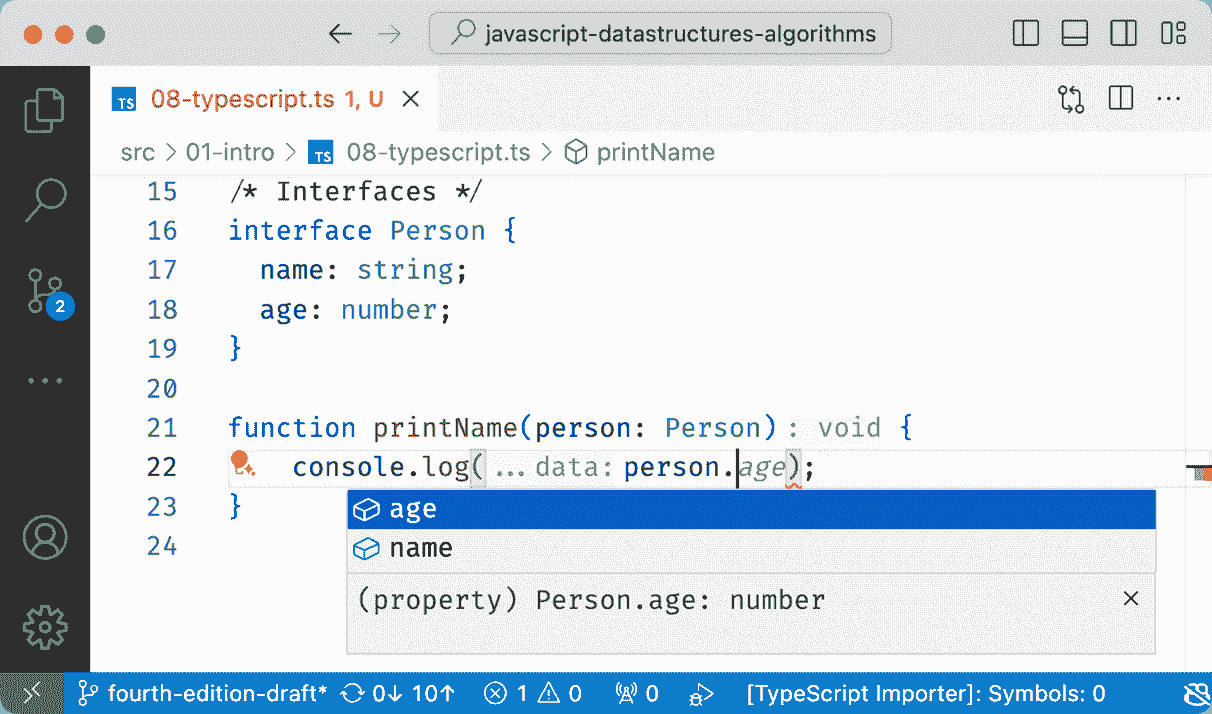 javascript-datastructures-algorithms
TS 08-typescript.ts 1, U
src > 01-intro > TS 08-typescript.ts > printName
15 /* Interfaces */
16 interface Person {
17 name: string;
18 age: number;
19 }
20
21 function printName(person: Person): void {
22 console.log(...data: person.age);
23 }
24
age
name
(property) Person.age: number
2
fourth-edition-draft* 0↓ 10↑ 1 0 0 [TypeScript Importer]: Symbols: 0